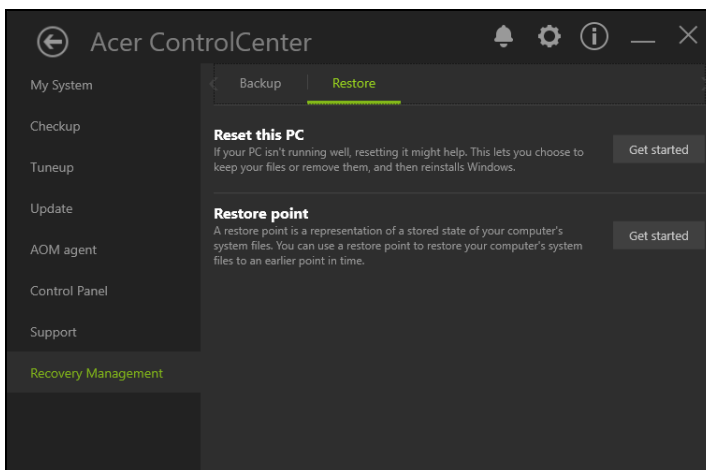 Acer ControlCenter
My System
Checkup
Tuneup
Update
AOM agent
Control Panel
Support
Recovery Management
Backup
Restore
Reset this PC
If your PC isn't running well, resetting it might help. This lets you choose to
keep your files or remove them, and then reinstalls Windows.
Get started
Restore point
A restore point is a representation of a stored state of your computer's
system files. You can use a restore point to restore your computer's system
files to an earlier point in time.
Get started